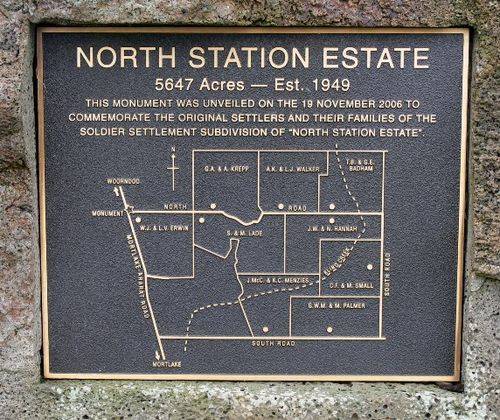 NORTH STATION ESTATE
5647 Acres — Est. 1949
THIS MONUMENT WAS UNVEILED ON THE 19 NOVEMBER 2006 TO
COMMEMORATE THE ORIGINAL SETTLERS AND THEIR FAMILIES OF THE
SOLDIER SETTLEMENT SUBDIVISION OF "NORTH STATION ESTATE".
N
T.B. & G.E.
BADHAM
G.A. & A. KREPP
A.K. & L.J. WALKER
WOORNDOO
MONUMENT
NORTH ROAD
W.J. & L.V. ERWIN
S. & M. LADE
J.W. & N. HANNAH
MORTLAKE ARARAT ROAD
J.McC. & K.C. MENZIES
C.F. & M. SMALL
SOUTH ROAD
G.W.M. & M. PALMER
SOUTH ROAD
MORTLAKE